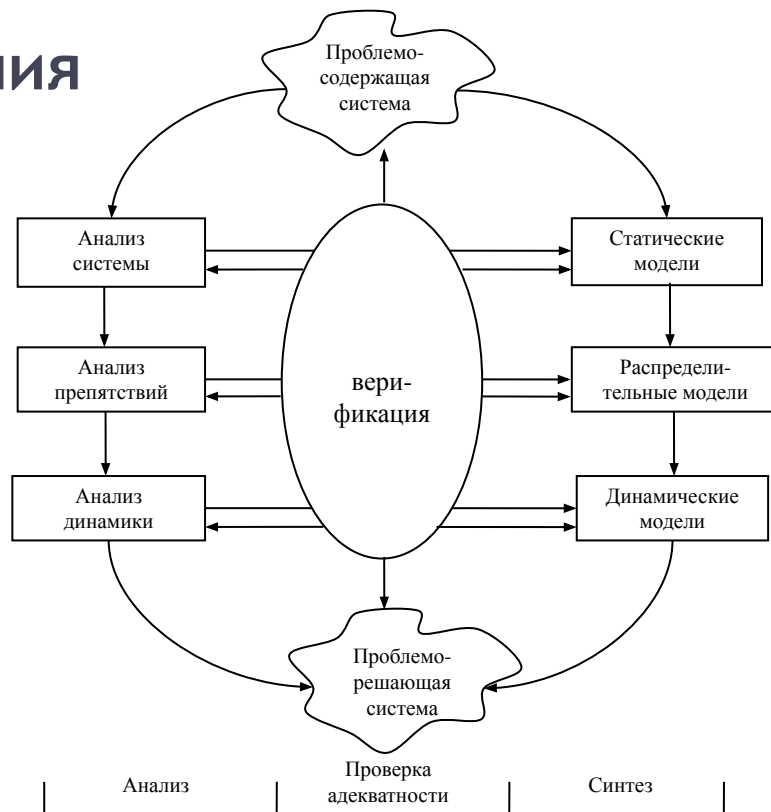 ния
Проблемо-
содержащая
система
Анализ
системы
Статические
модели
Анализ
препятствий
вери-
фикация
Распредели-
тельные модели
Анализ
динамики
Динамические
модели
Проблемо-
решающая
система
Анализ
Проверка
адекватности
Синтез